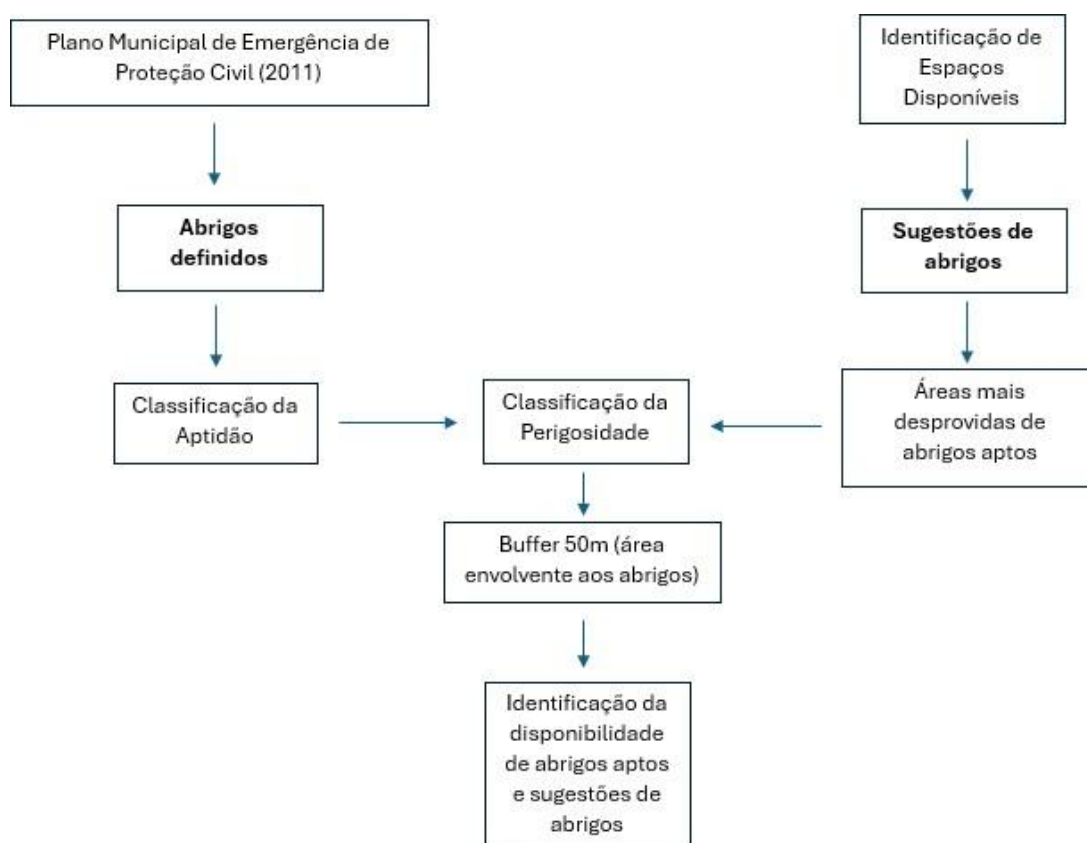 Plano Municipal de Emergência de
Proteção Civil (2011)
Identificação de
Espaços
Disponíveis
Abrigos
definidos
Sugestões de
abrigos
Classificação da
Aptidão
Classificação da
Perigosidade
Áreas mais
desprovidas de
abrigos aptos
Buffer 50m (área
envolvente aos abrigos)
Identificação da
disponibilidade
de abrigos aptos
e sugestões de
abrigos